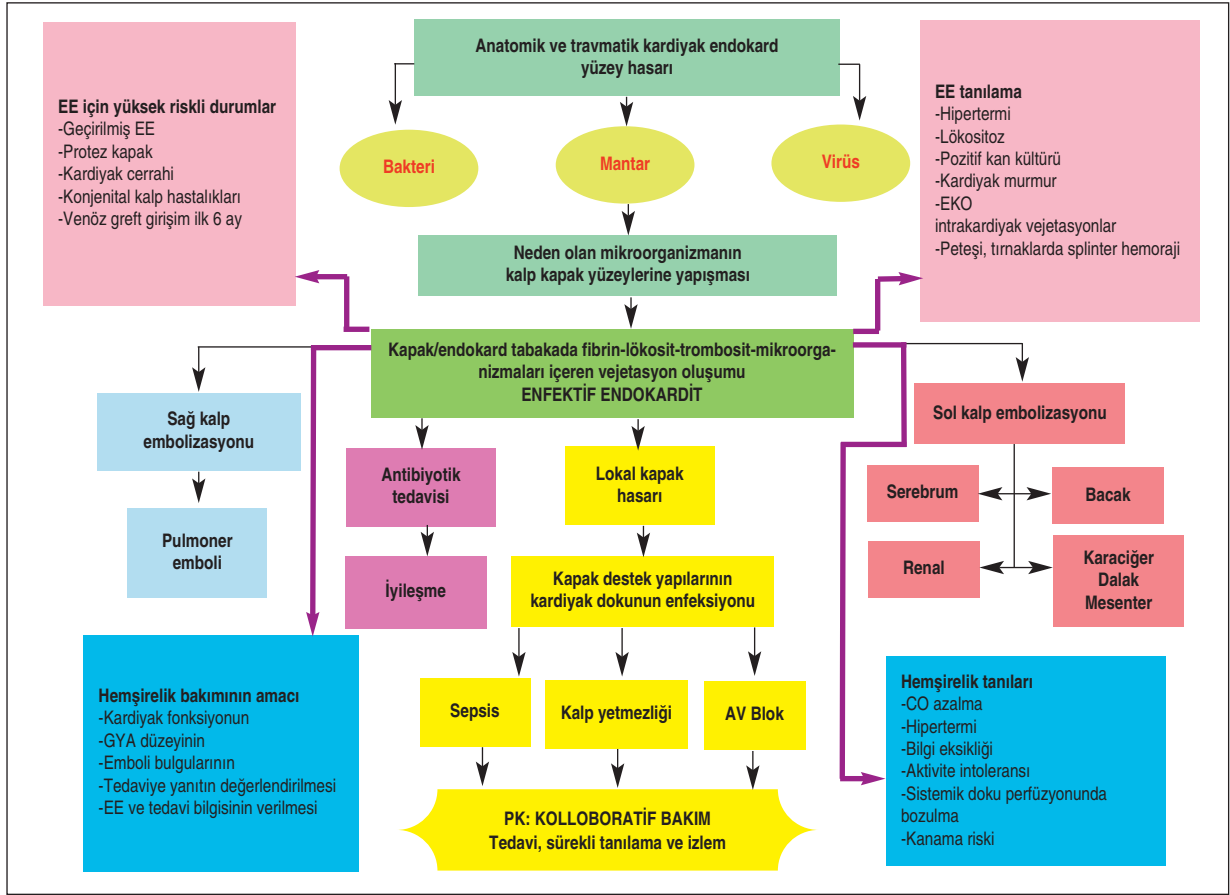 Anatomik ve travmatik kardiyak endokard
yüzey hasarı
EE için yüksek riskli durumlar
-Geçirilmiş EE
-Protez kapak
-Kardiyak cerrahi
-Konjenital kalp hastalıkları
-Venöz greft girişim ilk 6 ay
Bakteri
Mantar
Virüs
EE tanılama
-Hipertermi
-Lökositoz
-Pozitif kan kültürü
-Kardiyak murmur
-EKO
intrakardiyak vejetasyonlar
-Peteşi, tırnaklarda splinter hemoraji
Neden olan mikroorganizmanın
kalp kapak yüzeylerine yapışması
Kapak/endokard tabakada fibrin-lökosit-trombosit-mikroorga-
nizmaları içeren vejetasyon oluşumu
ENFEKTİF ENDOKARDİT
Sağ kalp
embolizasyonu
Pulmoner
emboli
Antibiyotik
tedavisi
İyileşme
Lokal kapak
hasarı
Kapak destek yapılarının
kardiyak dokunun enfeksiyonu
Sepsis
Kalp yetmezliği
AV Blok
PK: KOLLOBORATİF BAKIM
Tedavi, sürekli tanılama ve izlem
Sol kalp embolizasyonu
Serebrum
Bacak
Renal
Karaciğer
Dalak
Mesenter
Hemşirelik bakımının amacı
-Kardiyak fonksiyonun
-GYA düzeyinin
-Emboli bulgularının
-Tedaviye yanıtın değerlendirilmesi
-EE ve tedavi bilgisinin verilmesi
Hemşirelik tanıları
-CO azalma
-Hipertermi
-Bilgi eksikliği
-Aktivite intoleransı
-Sistemik doku perfüzyonunda
bozulma
-Kanama riski